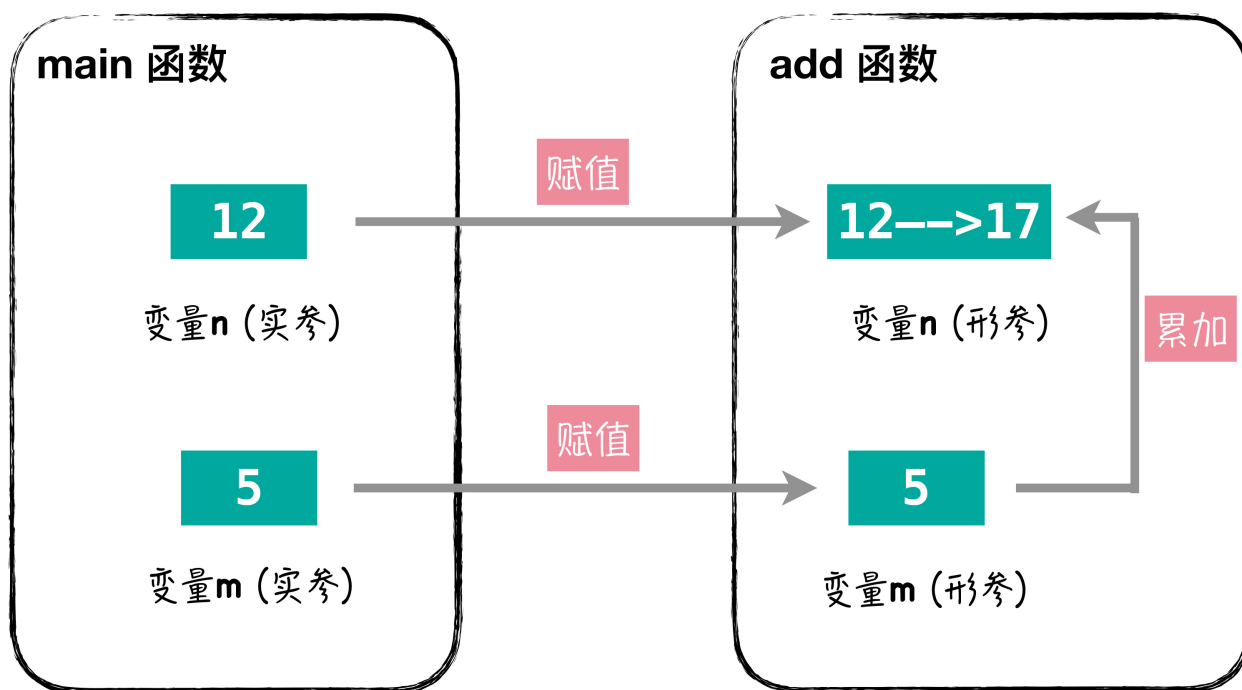 main 函数
add 函数
赋值
12
12——>17
变量n (实参)
变量n (形参)
累加
赋值
5
5
变量m (实参)
变量m (形参)